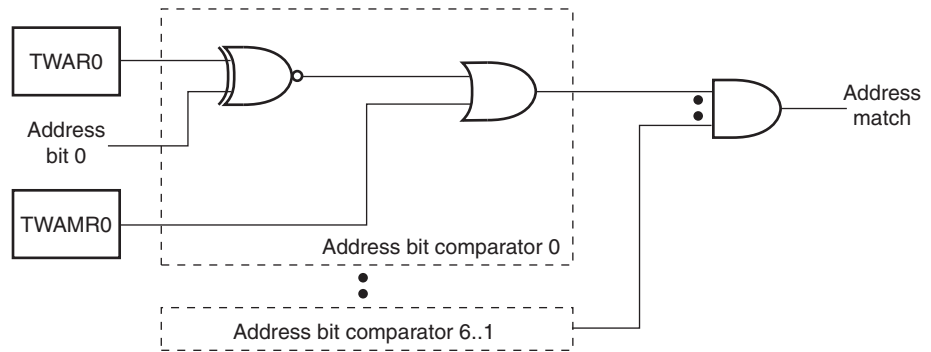 TWAR0
Address
bit 0
TWAMR0
Address bit comparator 0
Address bit comparator 6..1
Address
match